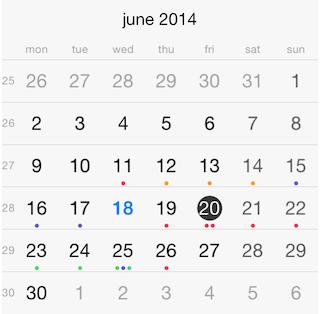 june 2014
mon tue wed thu fri sat sun
25 26 27 28 29 30 31 1
26 2 3 4 5 6 7 8
27 9 10 11 12 13 14 15
28 16 17 18 19 20 21 22
29 23 24 25 26 27 28 29
30 30 1 2 3 4 5 6